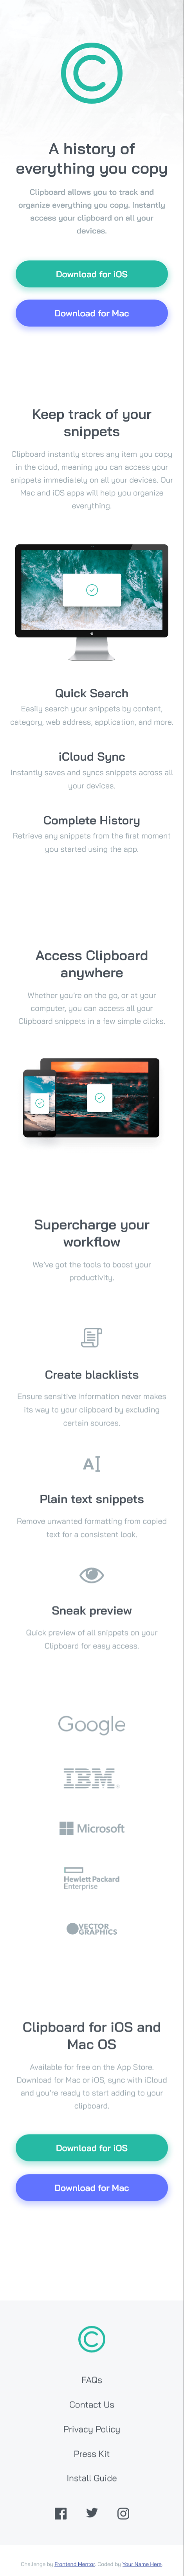 A history of
everything you copy
Clipboard allows you to track and
organize everything you copy. Instantly
access your clipboard on all your
devices.
Download for iOS
Download for Mac
Keep track of your
snippets
Clipboard instantly stores any item you copy
in the cloud, meaning you can access your
snippets immediately on all your devices. Our
Mac and iOS apps will help you organize
everything.
Quick Search
Easily search your snippets by content,
category, web address, application, and more.
iCloud Sync
Instantly saves and syncs snippets across all
your devices.
Complete History
Retrieve any snippets from the first moment
you started using the app.
Access Clipboard
anywhere
Whether you're on the go, or at your
computer, you can access all your
Clipboard snippets in a few simple clicks.
Supercharge your
workflow
We've got the tools to boost your
productivity.
Create blacklists
Ensure sensitive information never makes
its way to your clipboard by excluding
certain sources.
A
Plain text snippets
Remove unwanted formatting from copied
text for a consistent look.
Sneak preview
Quick preview of all snippets on your
Clipboard for easy access.
Google
IBM
Microsoft
Hewlett Packard
Enterprise
VECTOR
GRAPHICS
Clipboard for iOS and
Mac OS
Available for free on the App Store.
Download for Mac or iOS, sync with iCloud
and you're ready to start adding to your
clipboard.
Download for iOS
Download for Mac
FAQs
Contact Us
Privacy Policy
Press Kit
Install Guide
Challenge by Frontend Mentor. Coded by Your Name Here.